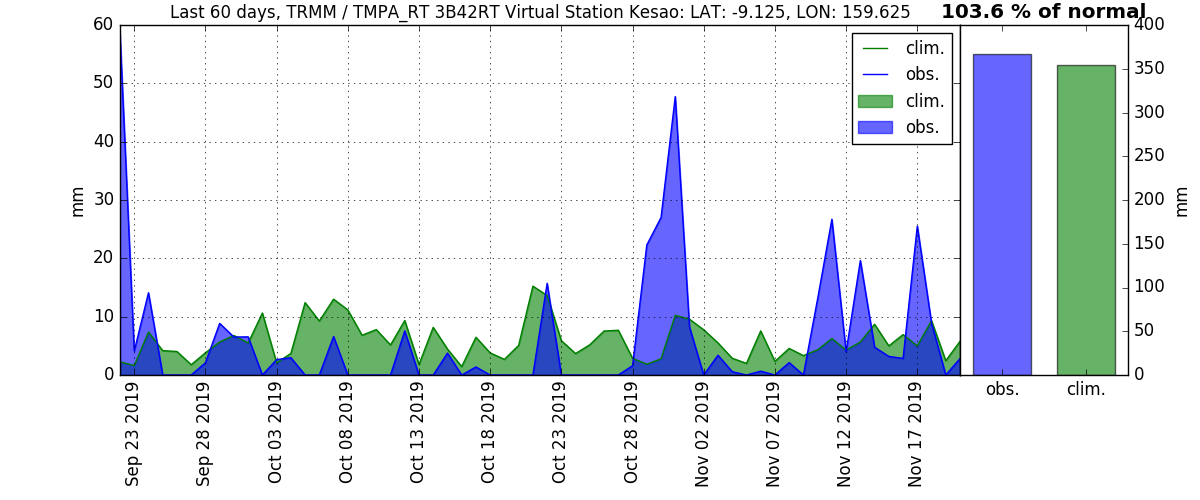 Last 60 days, TRMM / TMPA_RT 3B42RT Virtual Station Kesao: LAT: -9.125, LON: 159.625
103.6 % of normal
60
50
40
30
20
10
0
mm
clim.
obs.
clim.
obs.
400
350
300
250
200
150
100
50
0
mm
obs.
clim.
Sep 23 2019
Sep 28 2019
Oct 03 2019
Oct 08 2019
Oct 13 2019
Oct 18 2019
Oct 23 2019
Oct 28 2019
Nov 02 2019
Nov 07 2019
Nov 12 2019
Nov 17 2019